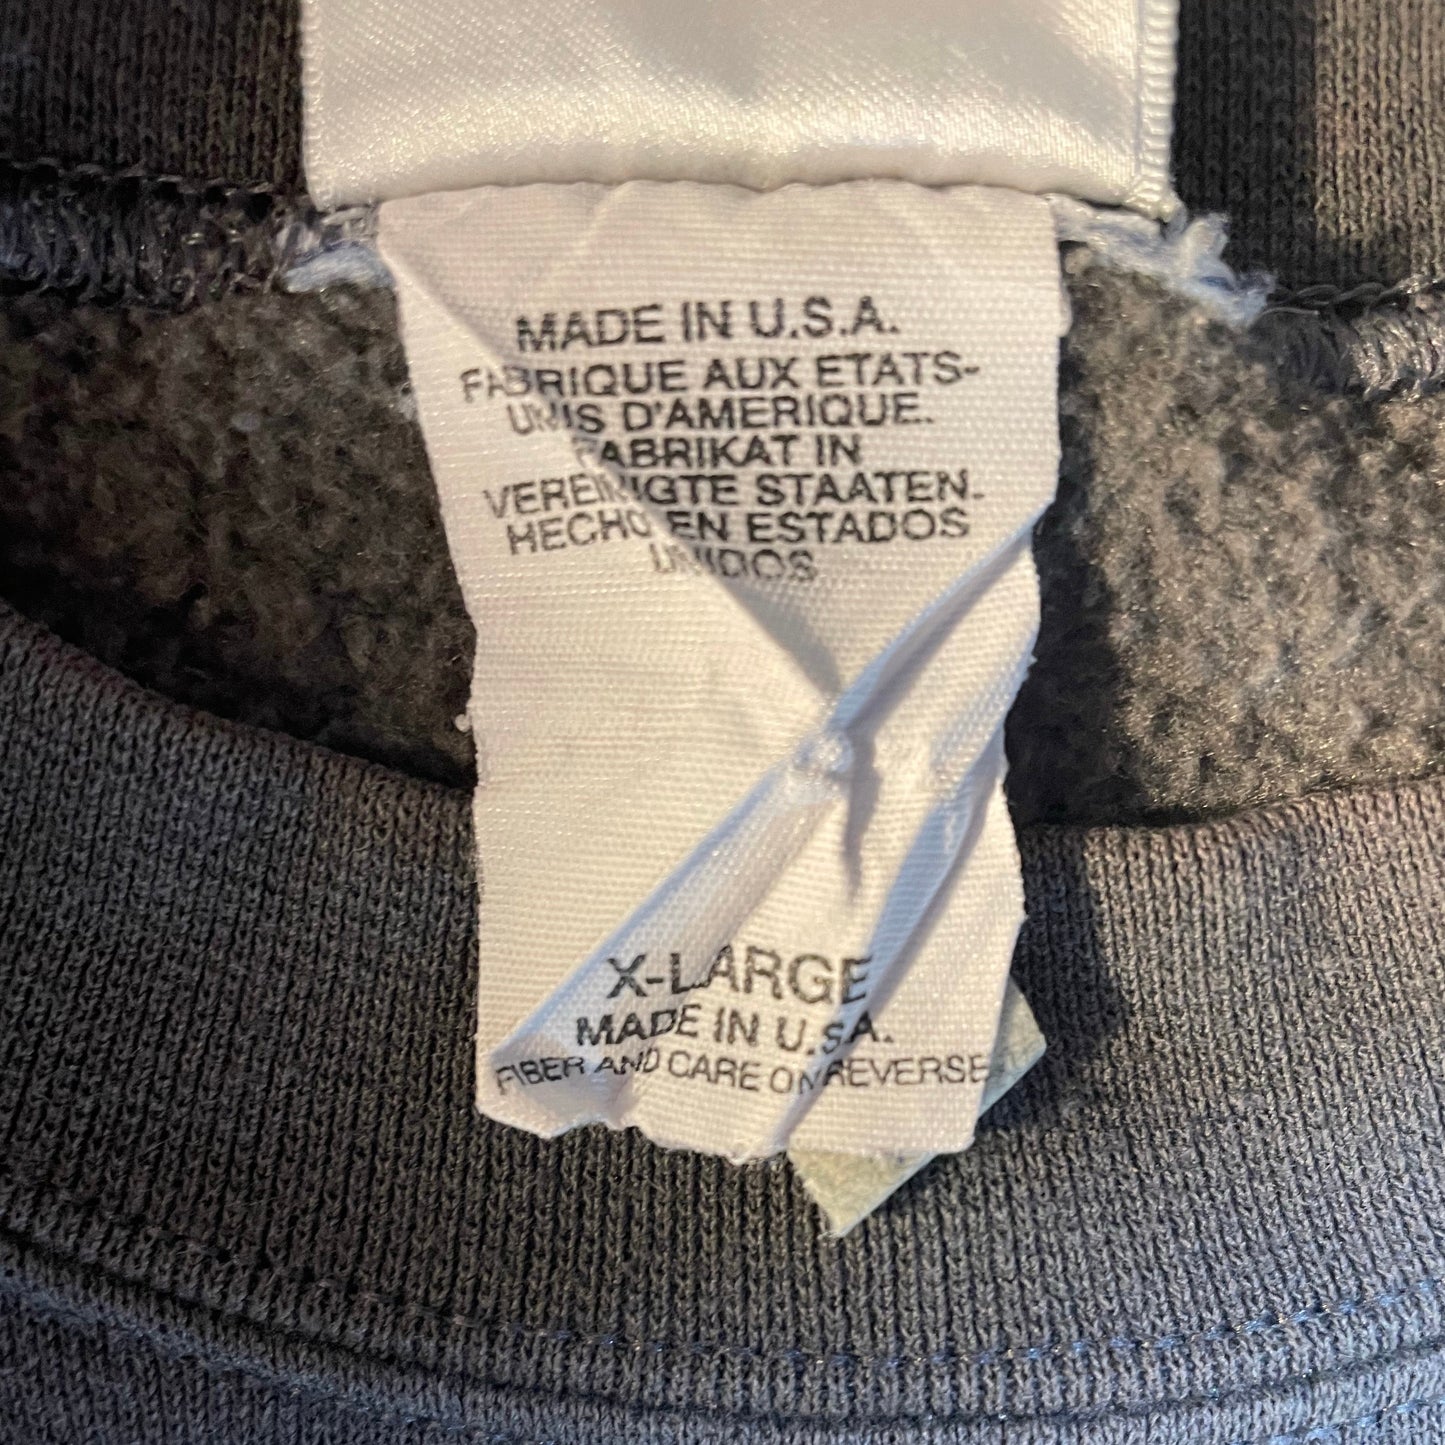 MADE IN U.S.A.
FABRIQUE AUX ETATS-
UNIS D'AMERIQUE.
FABRIKAT IN
VEREINIGTE STAATEN.
HECHO EN ESTADOS
UNIDOS
X-LARGE
MADE IN U.S.A.
FIBER AND CARE ON REVERSE